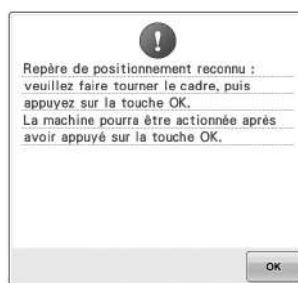 Repère de positionnement reconnu :
veuillez faire tourner le cadre, puis
appuyez sur la touche OK.
La machine pourra être actionnée après
avoir appuyé sur la touche OK.
OK